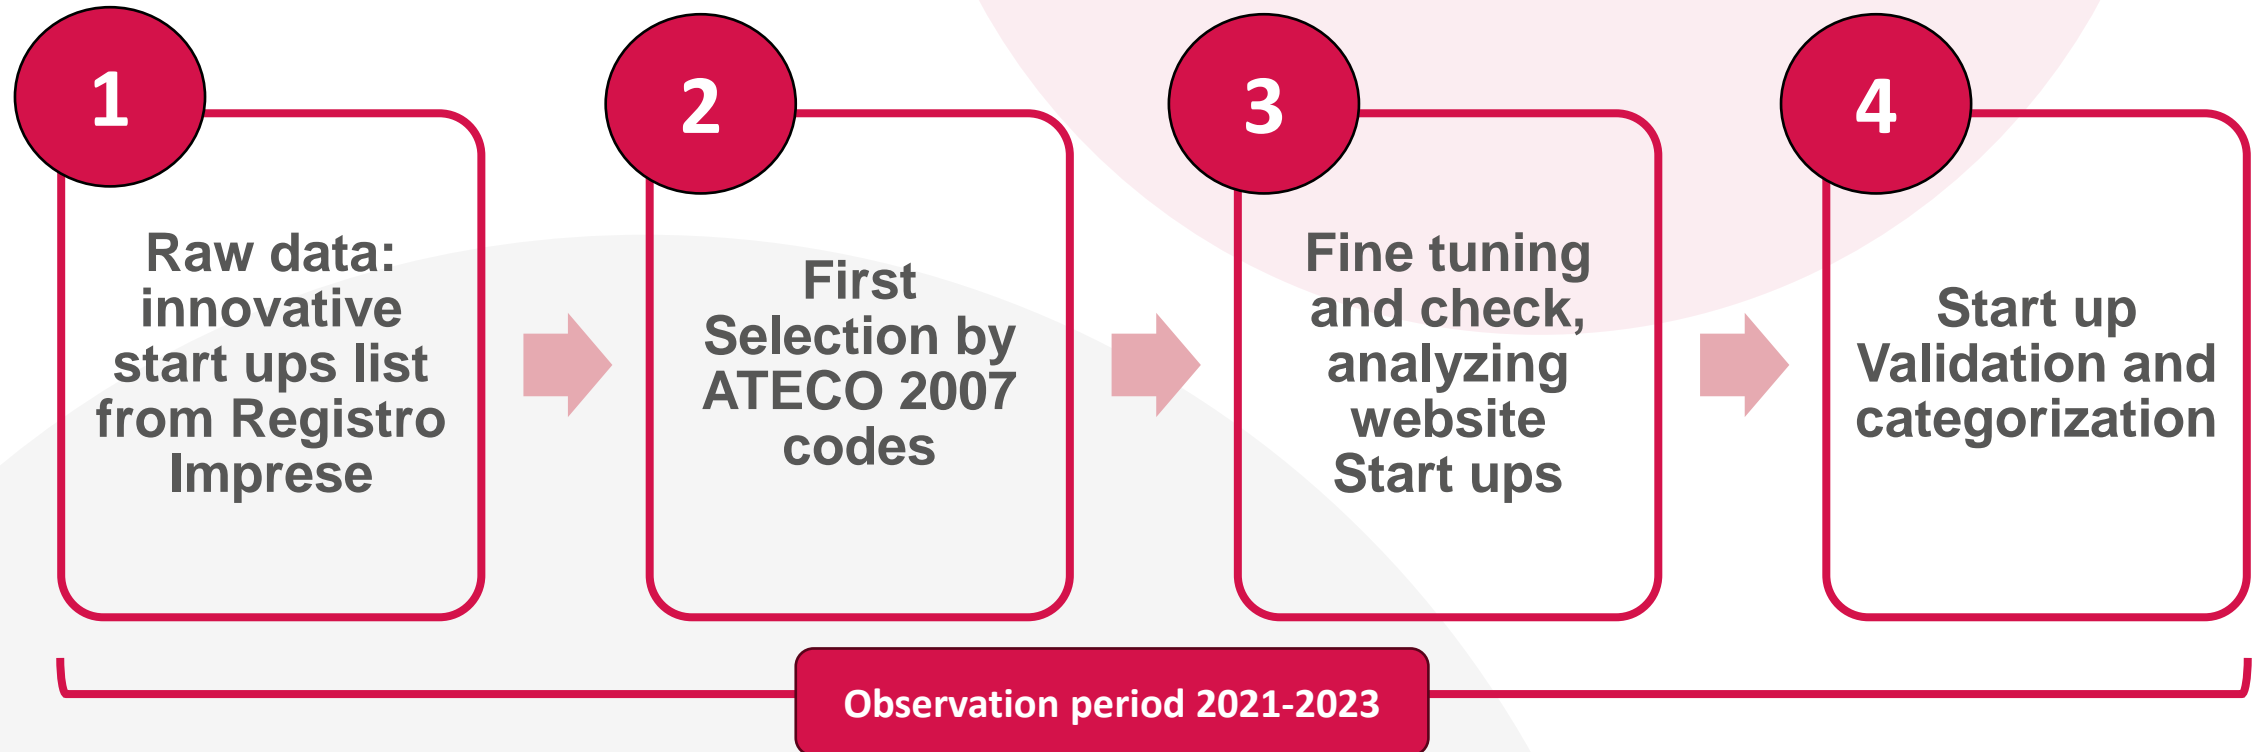 1
Raw data:
innovative
start ups list
from Registro
Imprese
2
First
Selection by
ATECO 2007
codes
3
Fine tuning
and check,
analyzing
website
Start ups
4
Start up
Validation and
categorization
Observation period 2021-2023